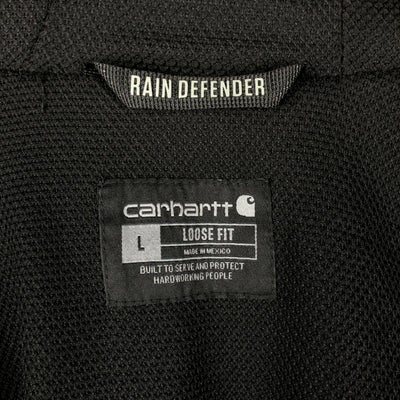 RAIN DEFENDER
carhartt
L
LOOSE FIT
MADE IN MEXICO
BUILT TO SERVE AND PROTECT
HARDWORKING PEOPLE